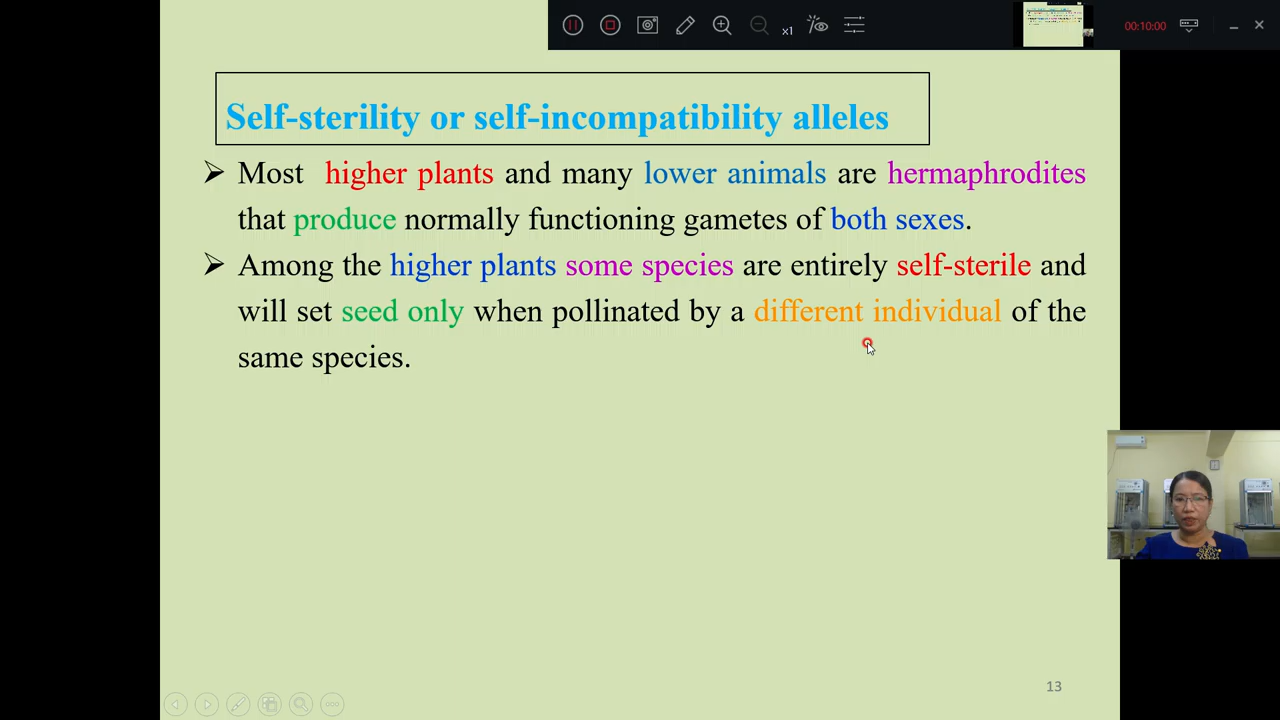 x1
00:10:00
Self-sterility or self-incompatibility alleles
➢ Most higher plants and many lower animals are hermaphrodites
that produce normally functioning gametes of both sexes.
➢ Among the higher plants some species are entirely self-sterile and
will set seed only when pollinated by a different individual of the
same species.
13